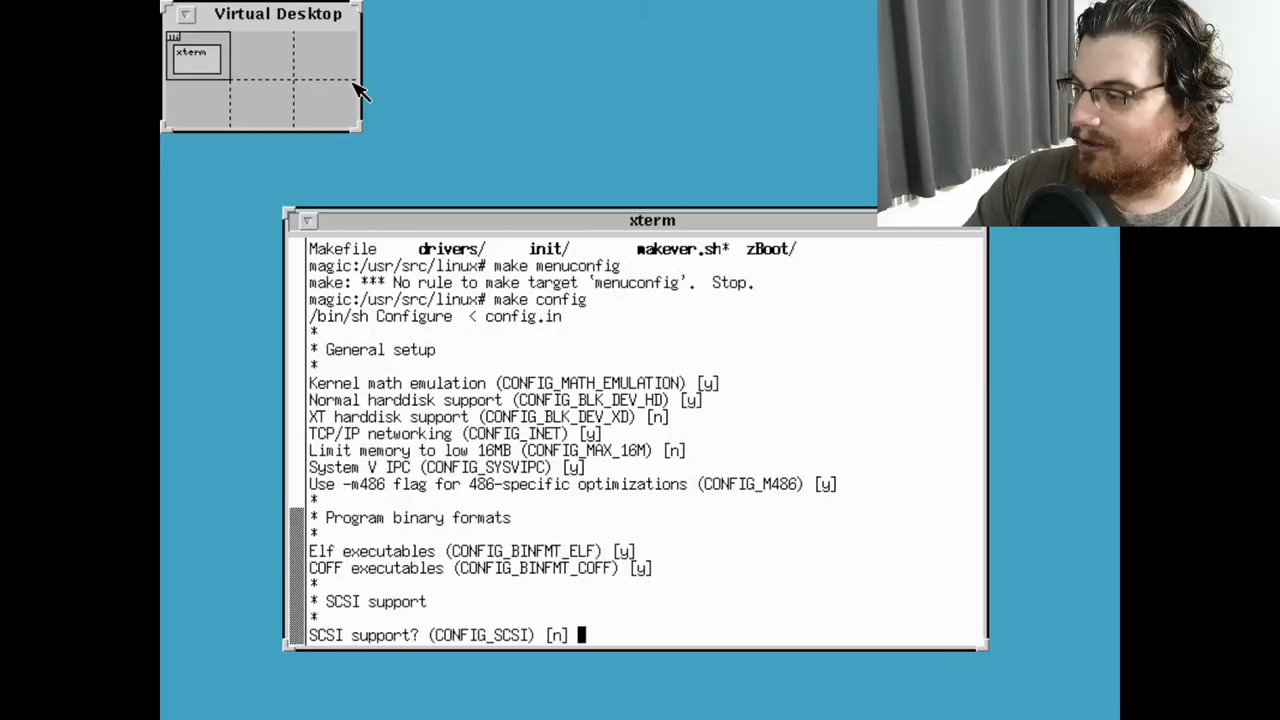 Virtual Desktop
xterm
xterm
Makefile drivers/ init/ makever.sh* zBoot/
magic:/usr/src/linux# make menuconfig
make: *** No rule to make target `menuconfig'. Stop.
magic:/usr/src/linux# make config
/bin/sh Configure < config.in
*
* General setup
*
Kernel math emulation (CONFIG_MATH_EMULATION) [y]
Normal harddisk support (CONFIG_BLK_DEV_HD) [y]
XT harddisk support (CONFIG_BLK_DEV_XD) [n]
TCP/IP networking (CONFIG_INET) [y]
Limit memory to low 16MB (CONFIG_MAX_16M) [n]
System V IPC (CONFIG_SYSVIPC) [y]
Use -m486 flag for 486-specific optimizations (CONFIG_M486) [y]
*
* Program binary formats
*
Elf executables (CONFIG_BINFMT_ELF) [y]
COFF executables (CONFIG_BINFMT_COFF) [y]
*
* SCSI support
*
SCSI support? (CONFIG_SCSI) [n]